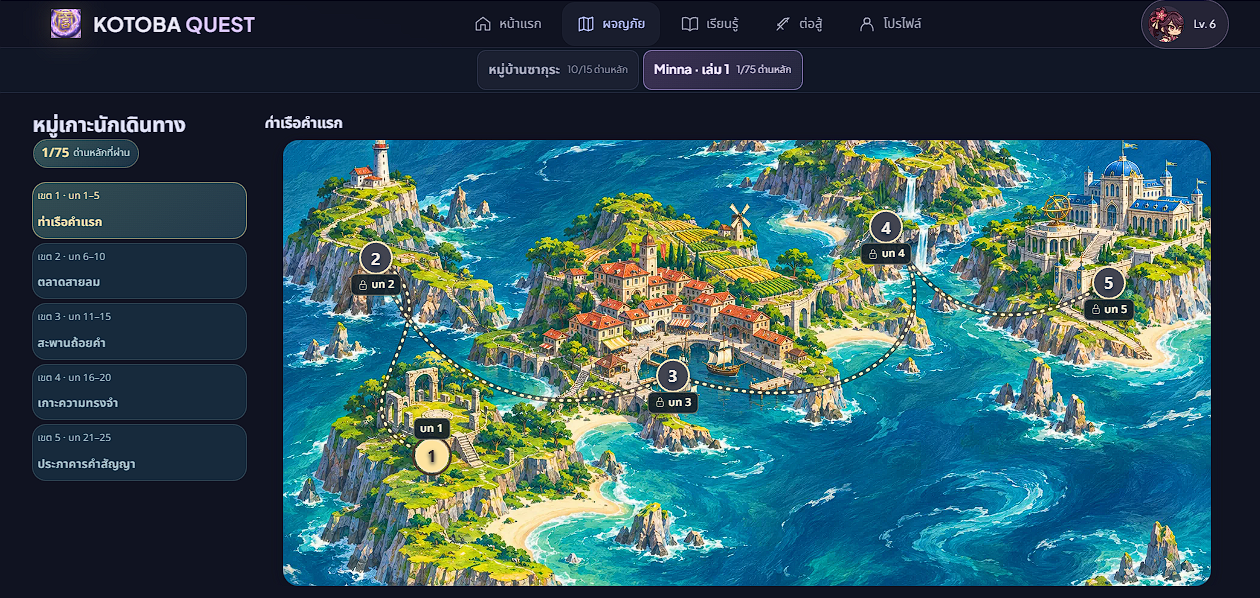 KOTOBA QUEST
หน้าแรก
ผจญภัย
เรียนรู้
ต่อสู้
โปรไฟล์
Lv. 6
หมู่บ้านซากุระ 10/15 ด่านหลัก
Minna · เล่ม 1 1/75 ด่านหลัก
หมู่เกาะนักเดินทาง
1/75 ด่านหลักที่ผ่าน
เขต 1 · บท 1–5
ท่าเรือคำแรก
เขต 2 · บท 6–10
ตลาดสายลม
เขต 3 · บท 11–15
สะพานถ้อยคำ
เขต 4 · บท 16–20
เกาะความทรงจำ
เขต 5 · บท 21–25
ประภาคารคำสัญญา
ท่าเรือคำแรก
2
บท 2
4
บท 4
5
บท 5
3
บท 3
บท 1
1